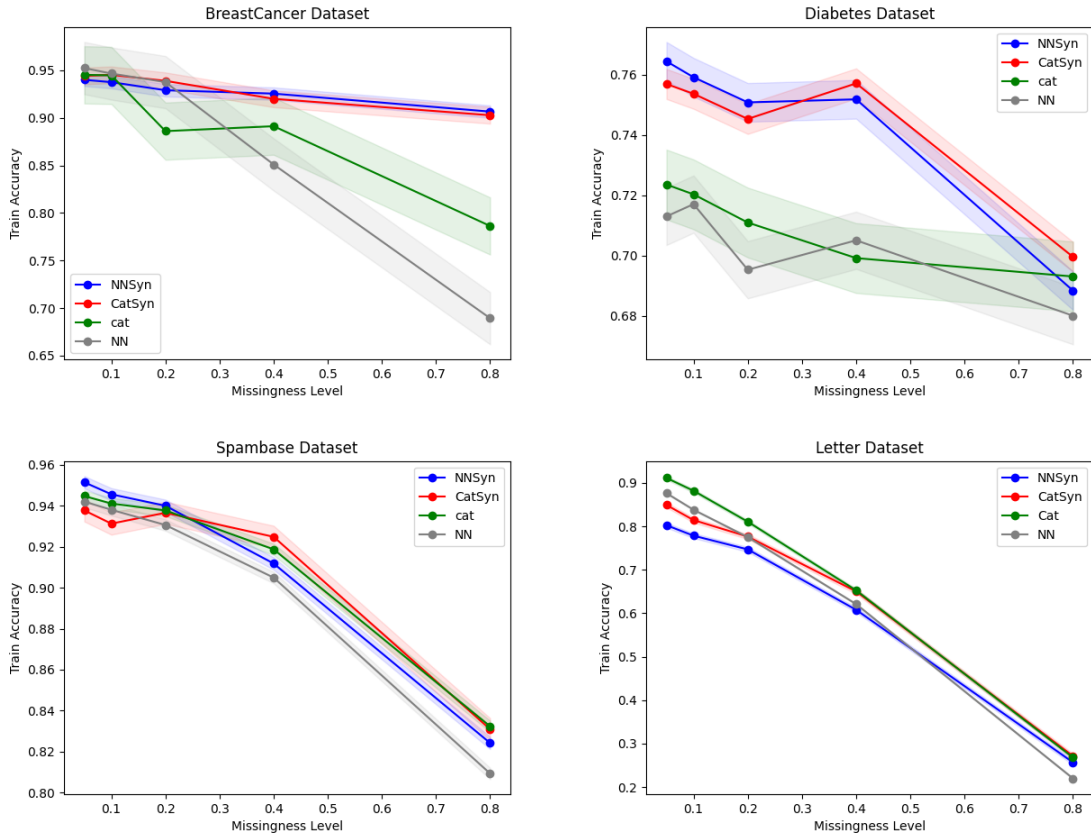 BreastCancer Dataset
Train Accuracy
0.95
0.90
0.85
0.80
0.75
0.70
0.65
NNSyn
CatSyn
cat
NN
0.1 0.2 0.3 0.4 0.5 0.6 0.7 0.8
Missingness Level
Diabetes Dataset
Train Accuracy
0.76
0.74
0.72
0.70
0.68
NNSyn
CatSyn
cat
NN
0.1 0.2 0.3 0.4 0.5 0.6 0.7 0.8
Missingness Level
Spambase Dataset
Train Accuracy
0.96
0.94
0.92
0.90
0.88
0.86
0.84
0.82
0.80
NNSyn
CatSyn
cat
NN
0.1 0.2 0.3 0.4 0.5 0.6 0.7 0.8
Missingness Level
Letter Dataset
Train Accuracy
0.9
0.8
0.7
0.6
0.5
0.4
0.3
0.2
NNSyn
CatSyn
Cat
NN
0.1 0.2 0.3 0.4 0.5 0.6 0.7 0.8
Missingness Level